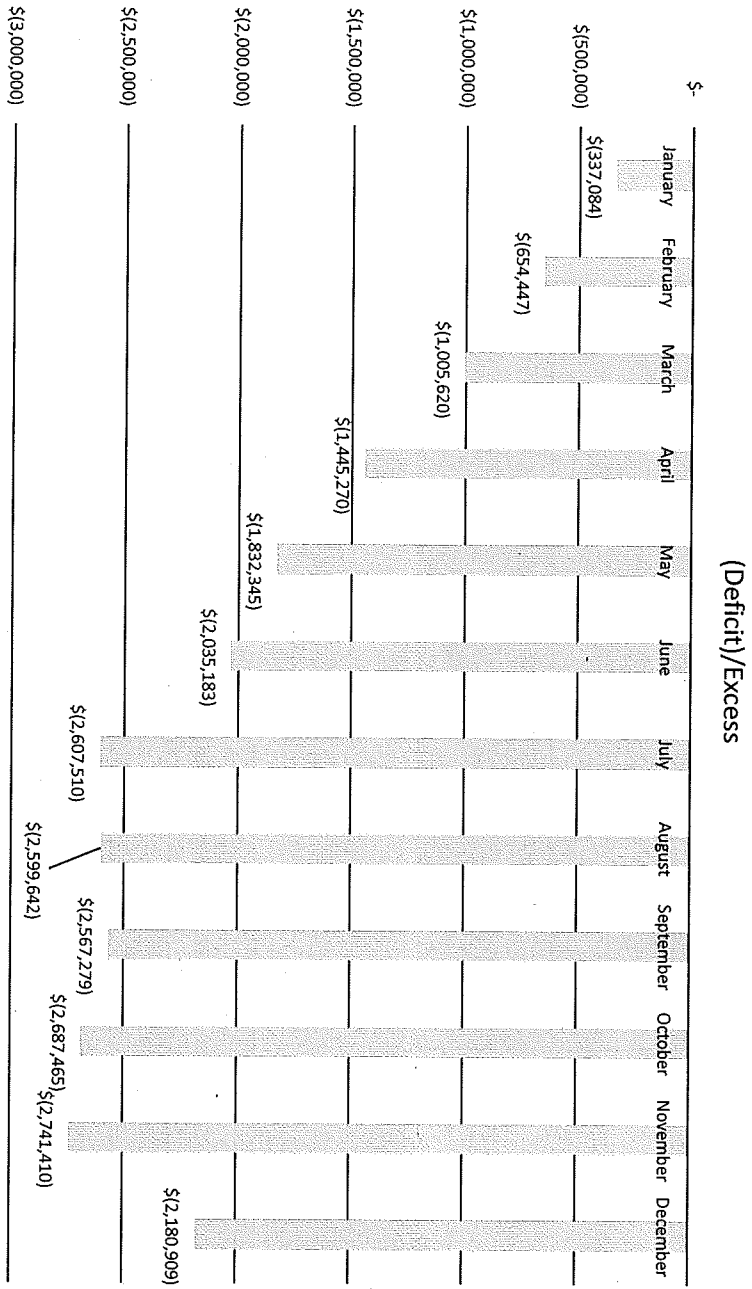 (Deficit)/Excess
$-
$(500,000)
$(1,000,000)
$(1,500,000)
$(2,000,000)
$(2,500,000)
$(3,000,000)
January
February
March
April
May
June
July
August
September
October
November
December
$(337,084)
$(654,447)
$(1,005,620)
$(1,445,270)
$(1,832,345)
$(2,035,183)
$(2,607,510)
$(2,599,642)
$(2,567,279)
$(2,687,465)
$(2,741,410)
$(2,180,909)